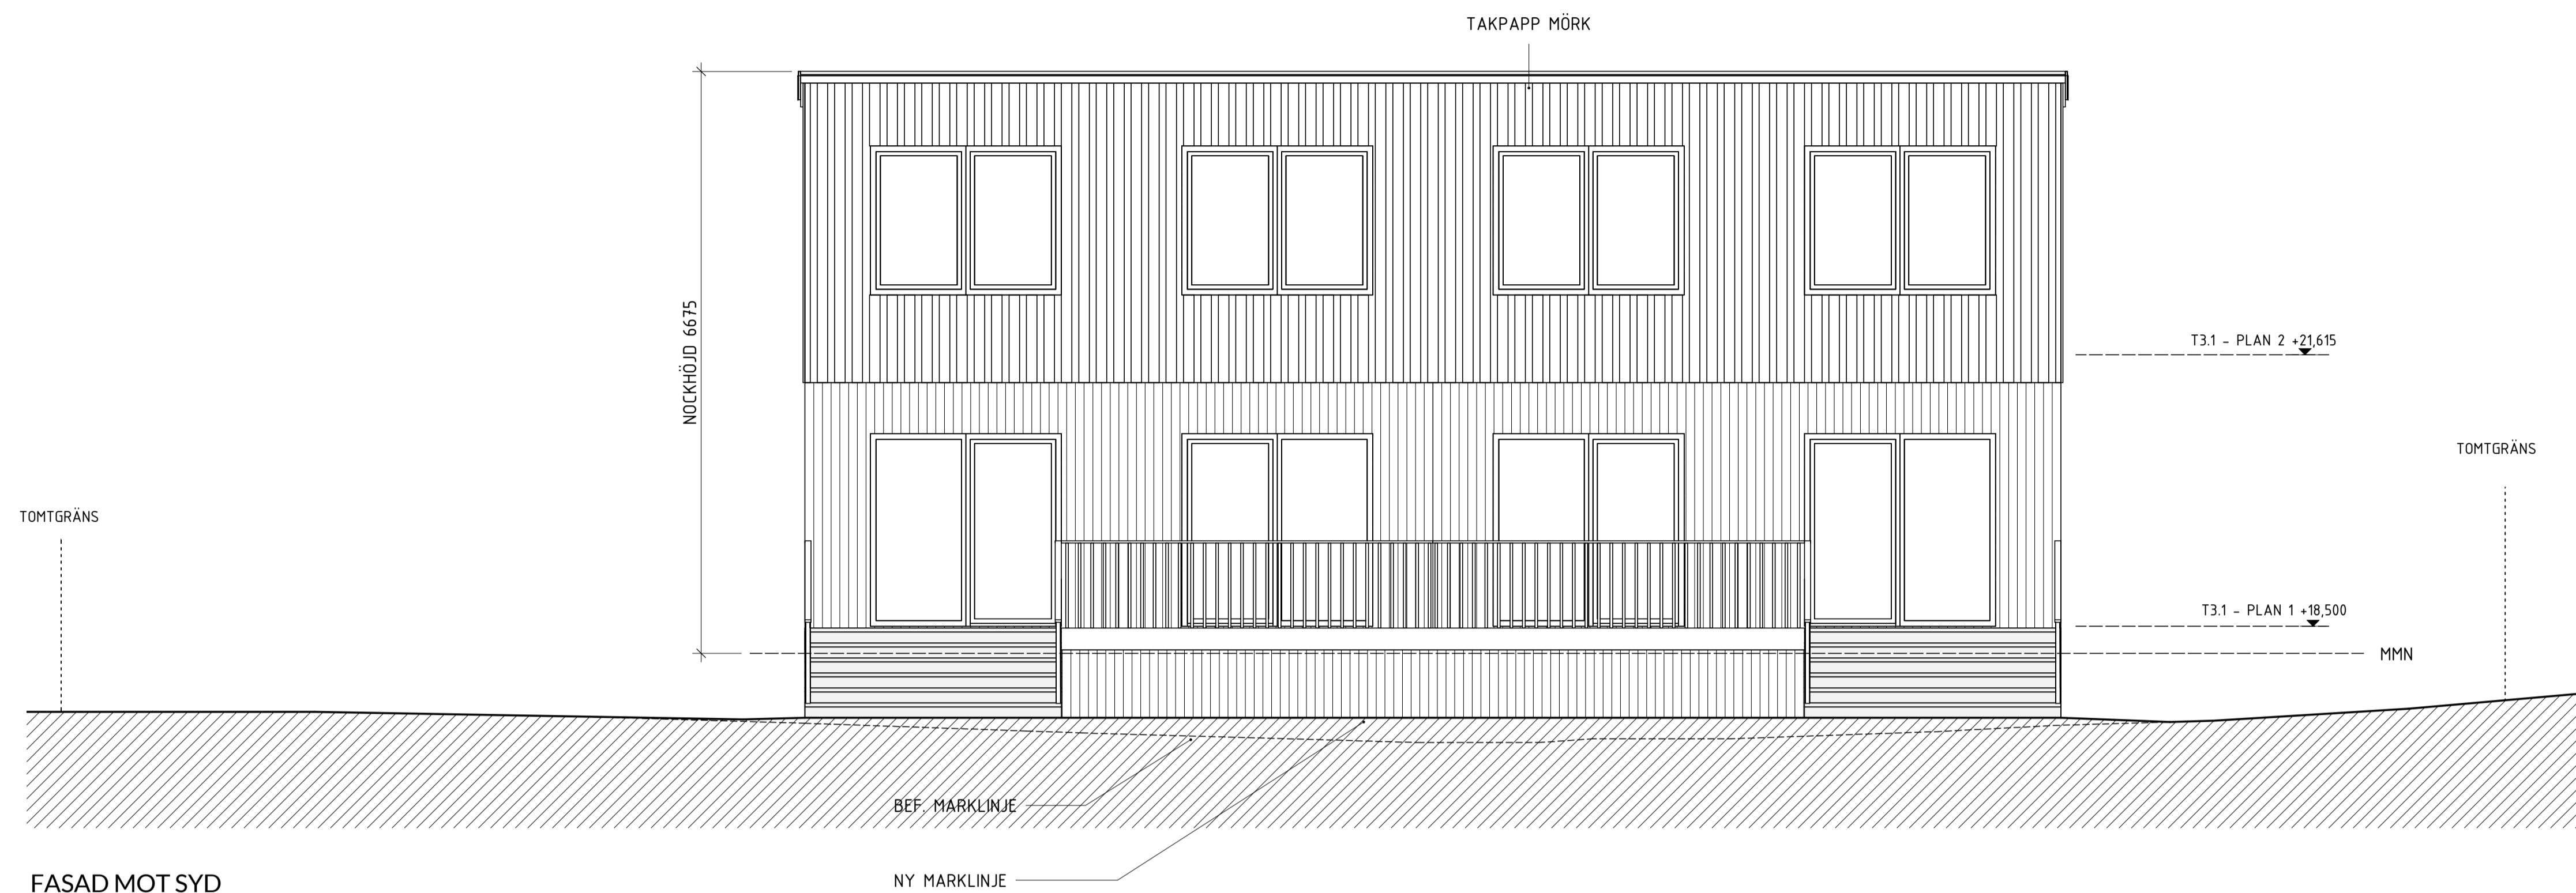 TAKPAPP MÖRK
NOCKHÖJD 6675
T3.1 - PLAN 2 +21,615
TOMTGRÄNS
TOMTGRÄNS
T3.1 - PLAN 1 +18,500
MMN
BEF. MARKLINJE
NY MARKLINJE
FASAD MOT SYD